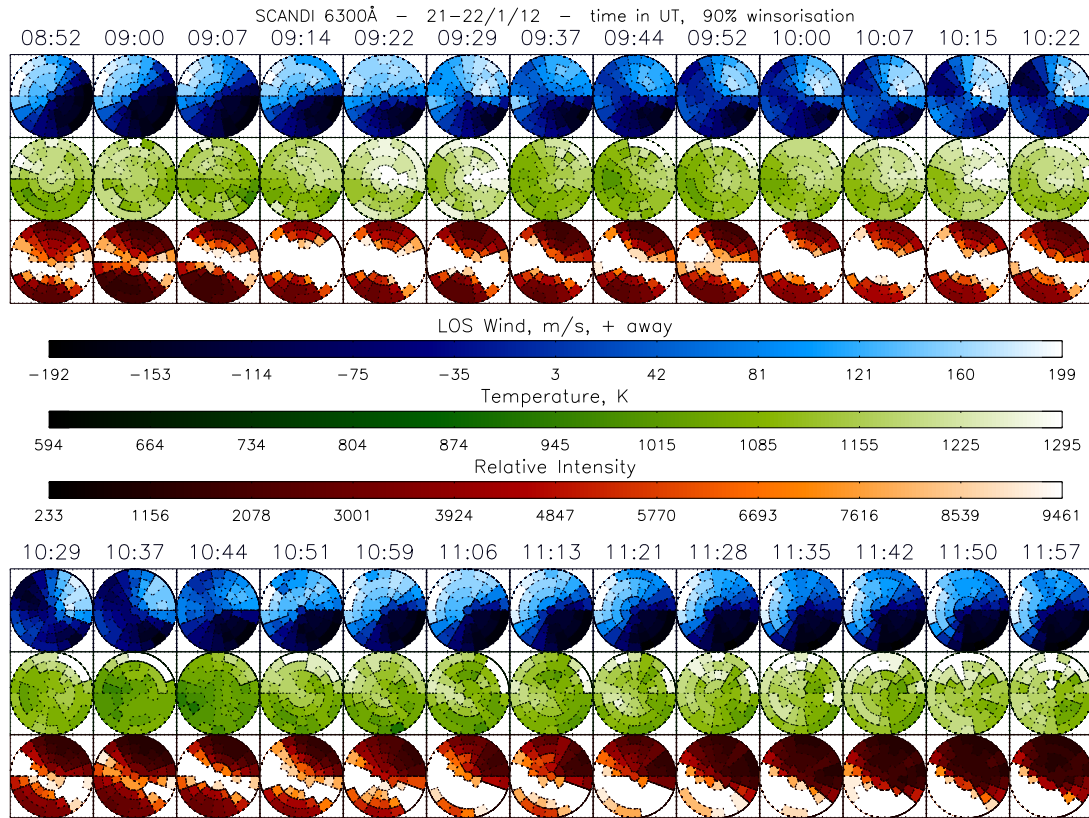 SCANDI 6300Å – 21-22/1/12 – time in UT, 90% winsorisation
08:52 09:00 09:07 09:14 09:22 09:29 09:37 09:44 09:52 10:00 10:07 10:15 10:22
LOS Wind, m/s, + away
−192 −153 −114 −75 −35 3 42 81 121 160 199
Temperature, K
594 664 734 804 874 945 1015 1085 1155 1225 1295
Relative Intensity
233 1156 2078 3001 3924 4847 5770 6693 7616 8539 9461
10:29 10:37 10:44 10:51 10:59 11:06 11:13 11:21 11:28 11:35 11:42 11:50 11:57